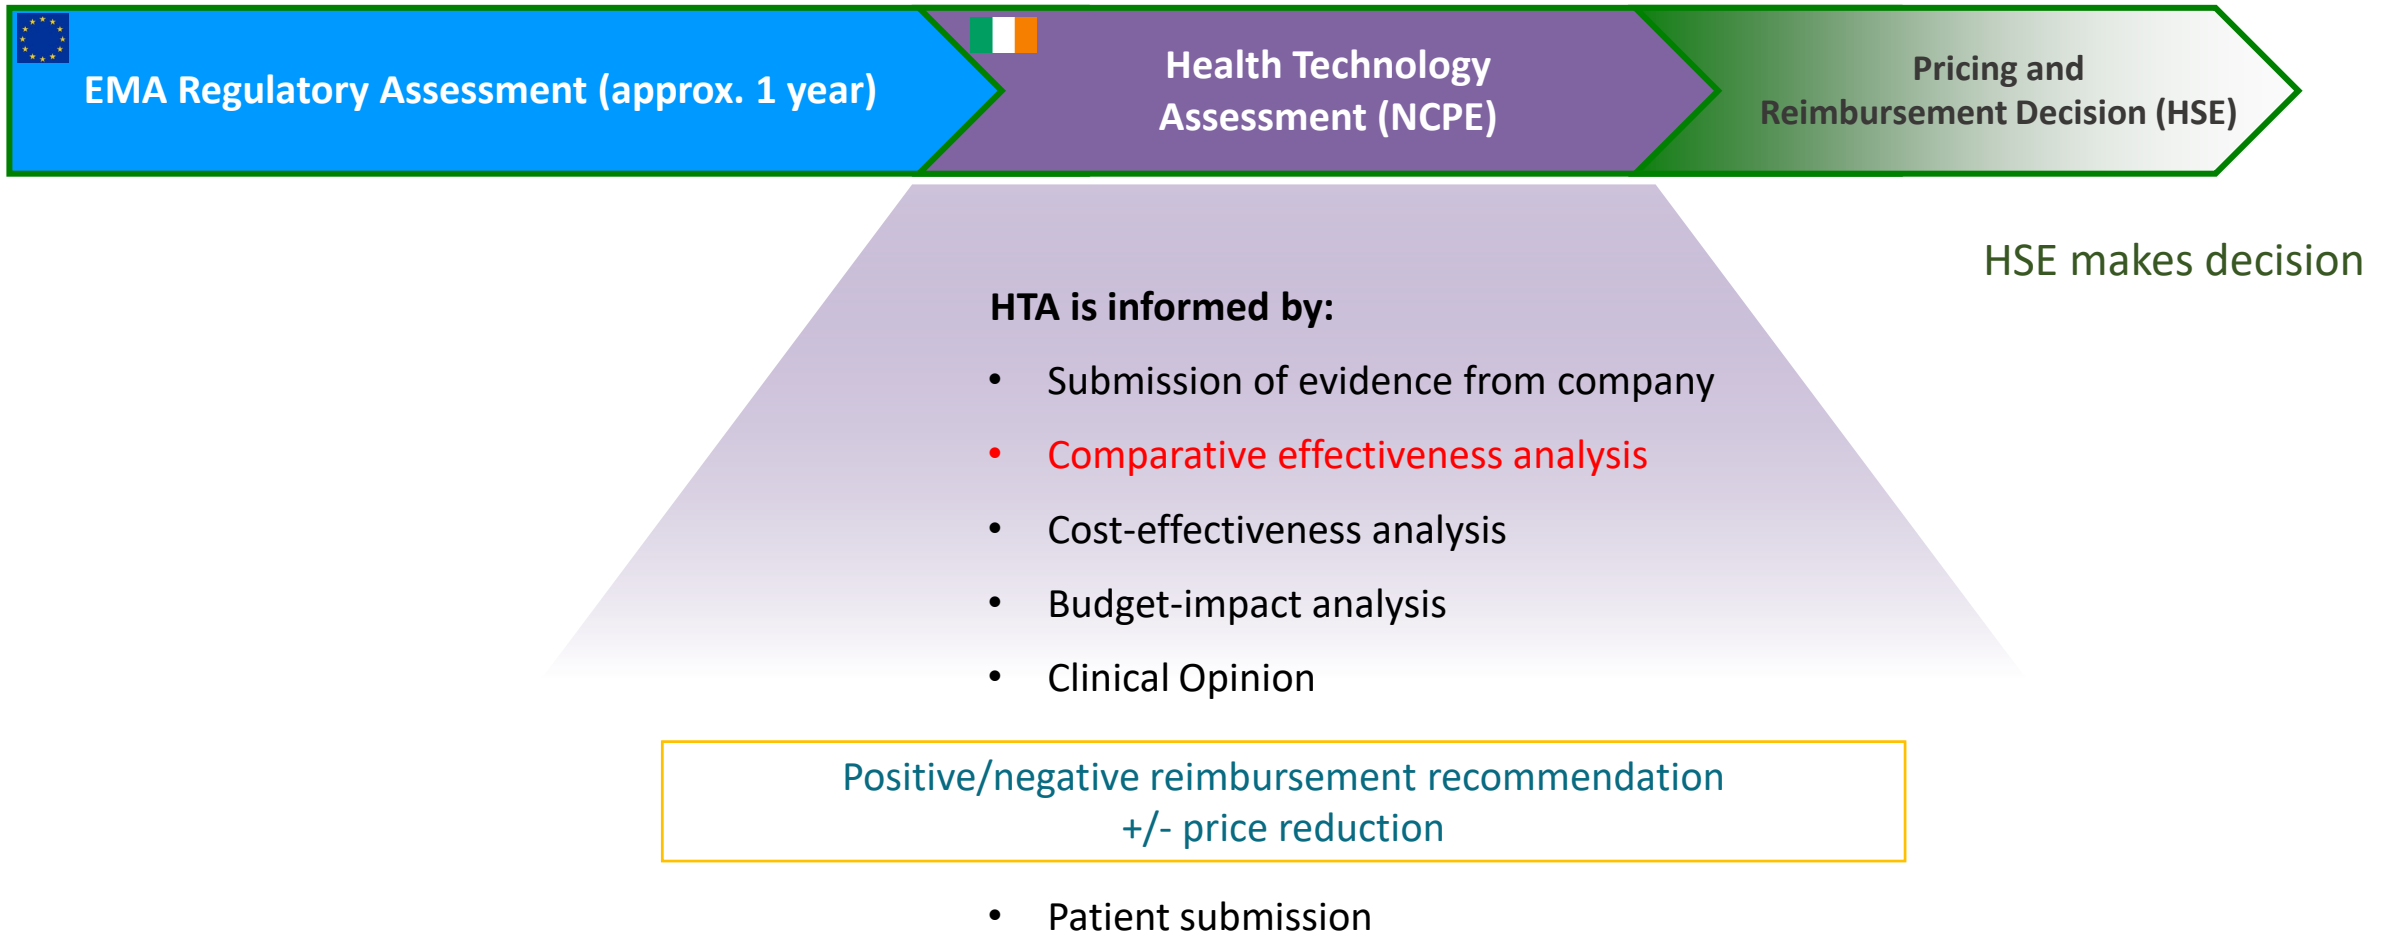 EMA Regulatory Assessment (approx. 1 year)
Health Technology
Assessment (NCPE)
Pricing and
Reimbursement Decision (HSE)
HSE makes decision
HTA is informed by:
• Submission of evidence from company
• Comparative effectiveness analysis
• Cost-effectiveness analysis
• Budget-impact analysis
• Clinical Opinion
Positive/negative reimbursement recommendation
+/- price reduction
• Patient submission